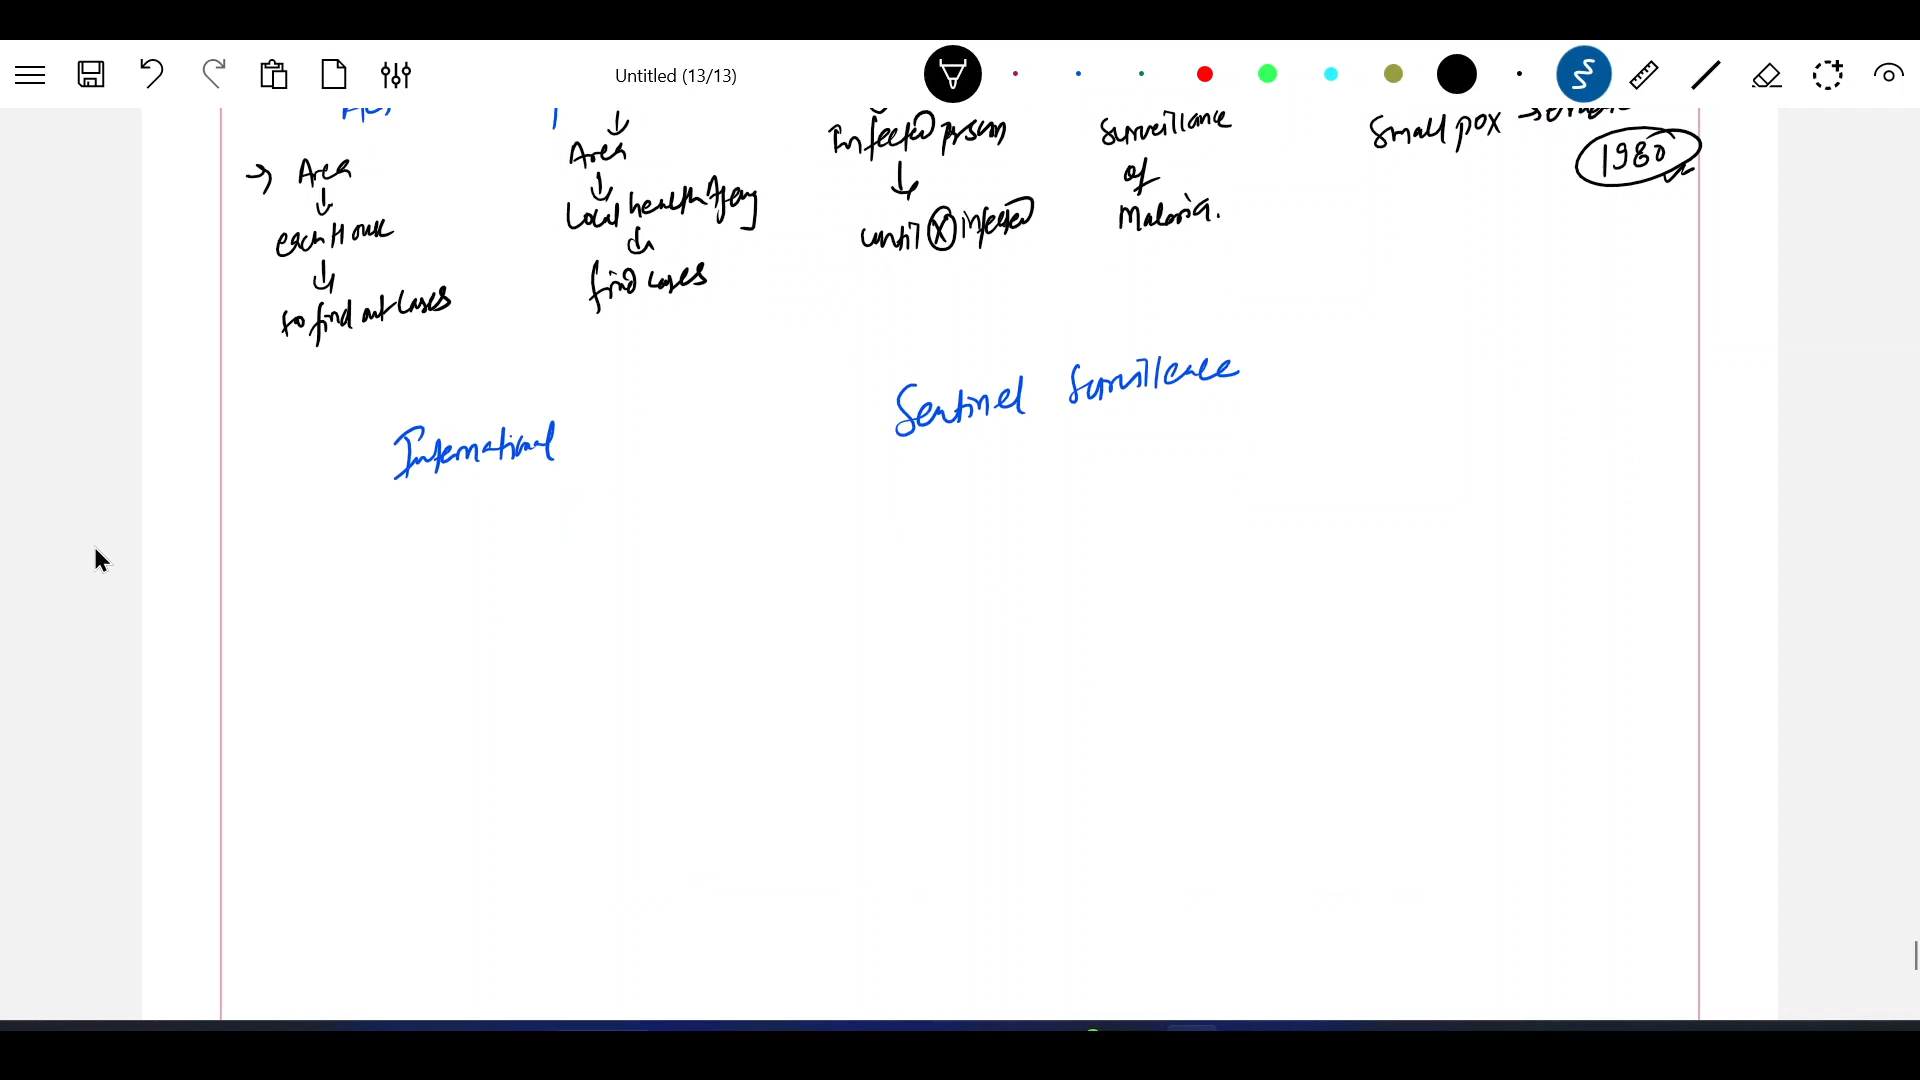 Untitled (13/13)
→ Area
↓
each House
↓
to find out cases
↓
Area
↓
Local health Agency
↓
find cases
Infected person
↓
until X infected
Surveillance
of
Malaria.
Small pox →
1980
International
Sentinel Surveillance